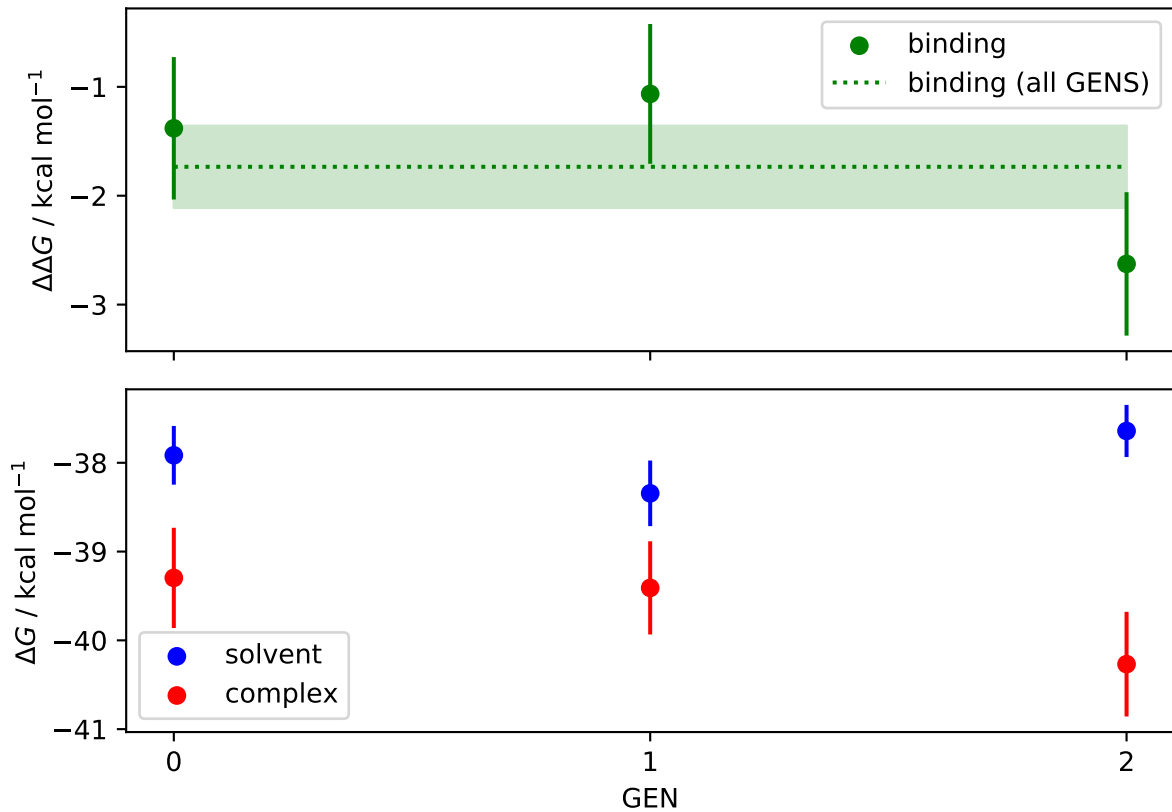 binding
binding (all GENS)
−1
−2
−3
ΔΔG / kcal mol⁻¹
−38
−39
−40
−41
ΔG / kcal mol⁻¹
solvent
complex
0
1
2
GEN